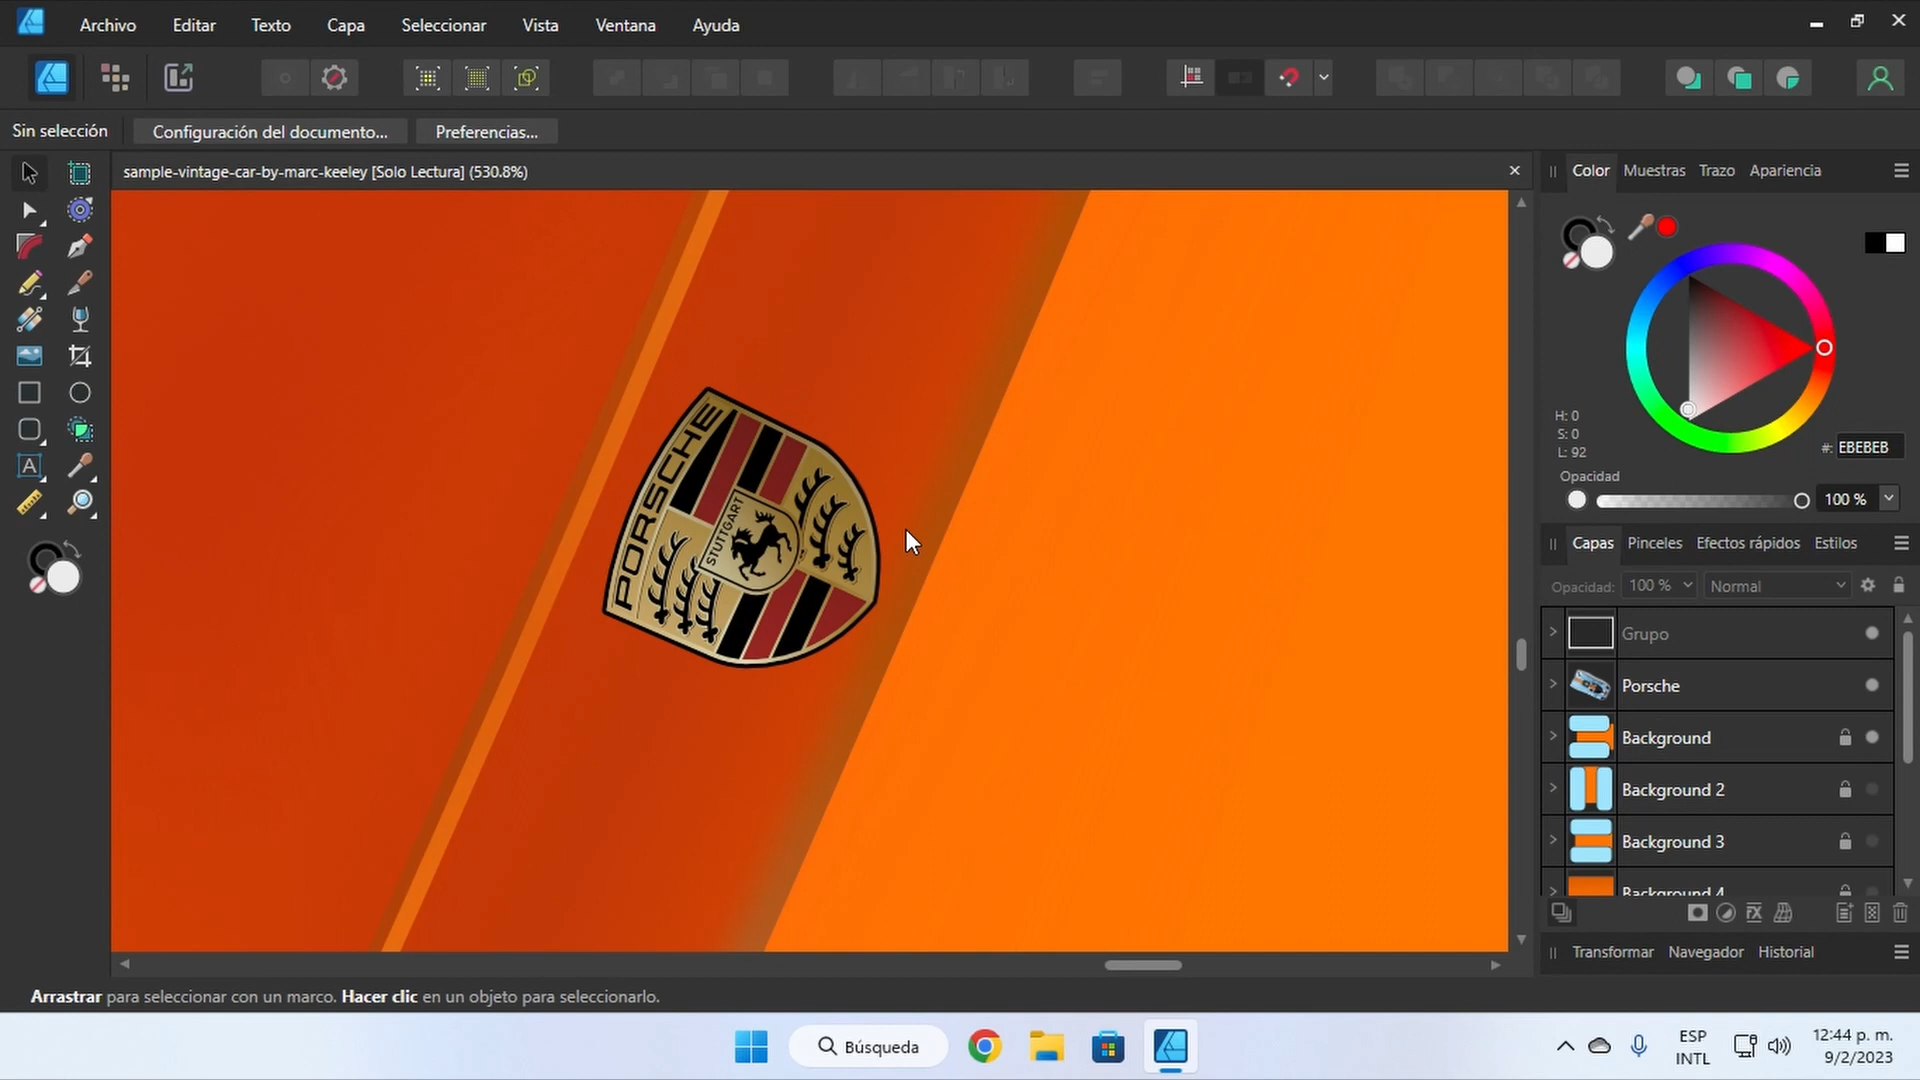 Archivo Editar Texto Capa Seleccionar Vista Ventana Ayuda
Sin selección Configuración del documento... Preferencias...
sample-vintage-car-by-marc-keeley [Solo Lectura] (530.8%)
Color Muestras Trazo Apariencia
H: 0
S: 0
L: 92
#: EBEBEB
Opacidad
100 %
Capas Pinceles Efectos rápidos Estilos
Opacidad: 100 % Normal
Grupo
Porsche
Background
Background 2
Background 3
Background 4
Transformar Navegador Historial
PORSCHE
STUTTGART
A
Arrastrar para seleccionar con un marco. Hacer clic en un objeto para seleccionarlo.
Búsqueda
ESP
INTL
12:44 p. m.
9/2/2023